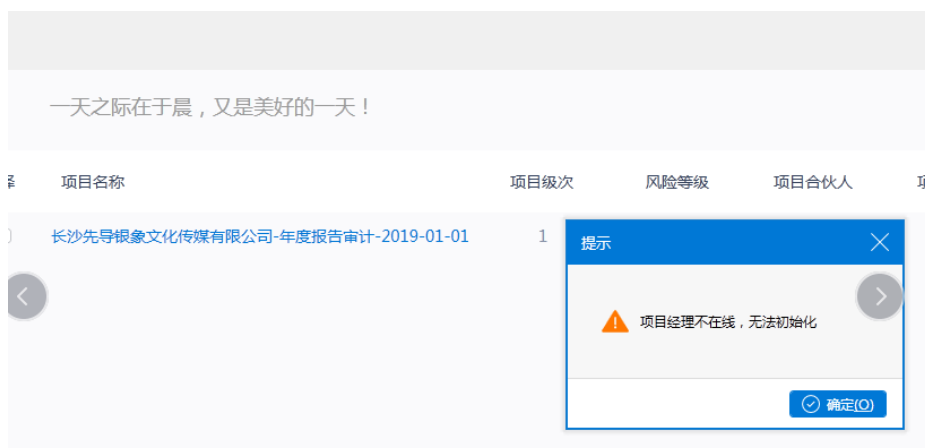 一天之际在于晨，又是美好的一天！
项目名称 项目级次 风险等级 项目合伙人
长沙先导银象文化传媒有限公司-年度报告审计-2019-01-01 1
提示
项目经理不在线，无法初始化
确定(O)